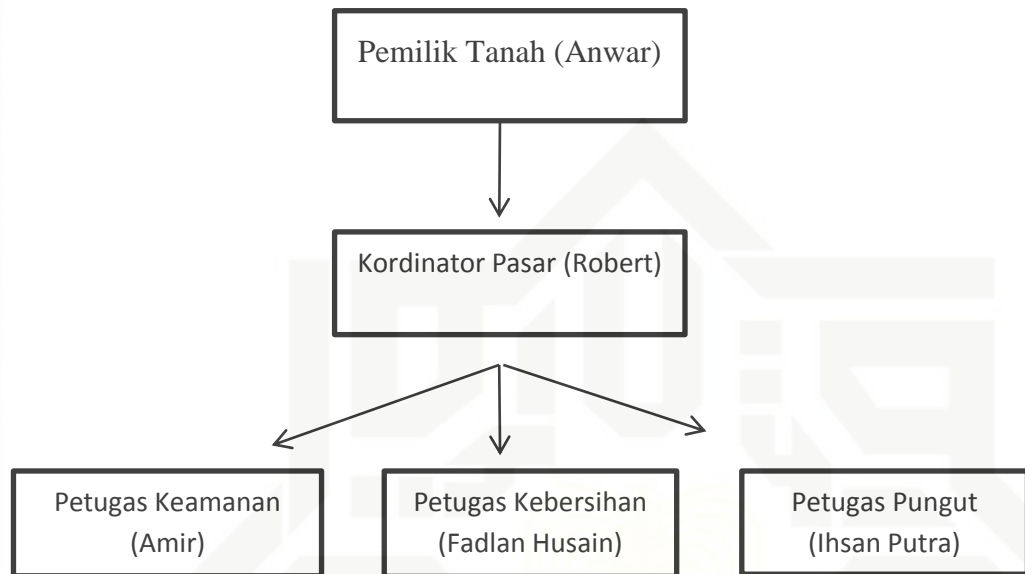 Pemilik Tanah (Anwar)
Kordinator Pasar (Robert)
Petugas Keamanan
(Amir)
Petugas Kebersihan
(Fadlan Husain)
Petugas Pungut
(Ihsan Putra)